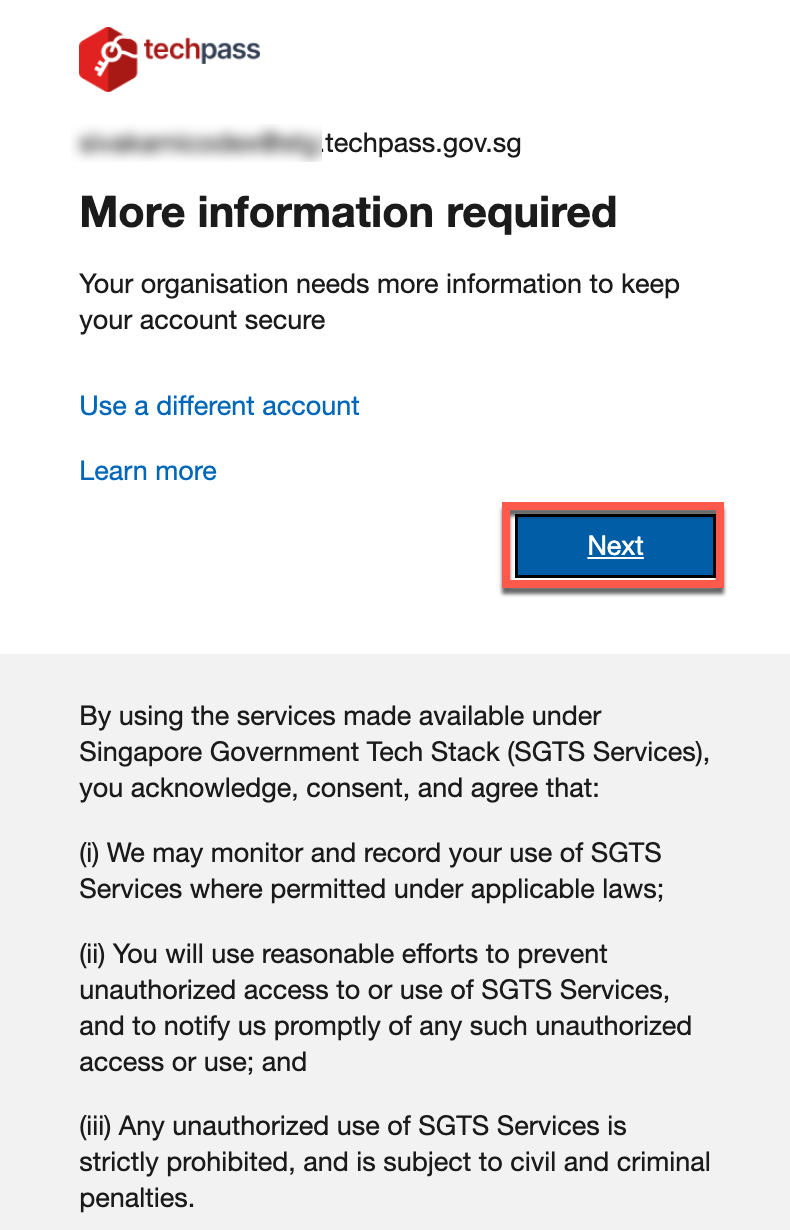 techpass
.techpass.gov.sg
More information required
Your organisation needs more information to keep
your account secure
Use a different account
Learn more
Next
By using the services made available under
Singapore Government Tech Stack (SGTS Services),
you acknowledge, consent, and agree that:
(i) We may monitor and record your use of SGTS
Services where permitted under applicable laws;
(ii) You will use reasonable efforts to prevent
unauthorized access to or use of SGTS Services,
and to notify us promptly of any such unauthorized
access or use; and
(iii) Any unauthorized use of SGTS Services is
strictly prohibited, and is subject to civil and criminal
penalties.